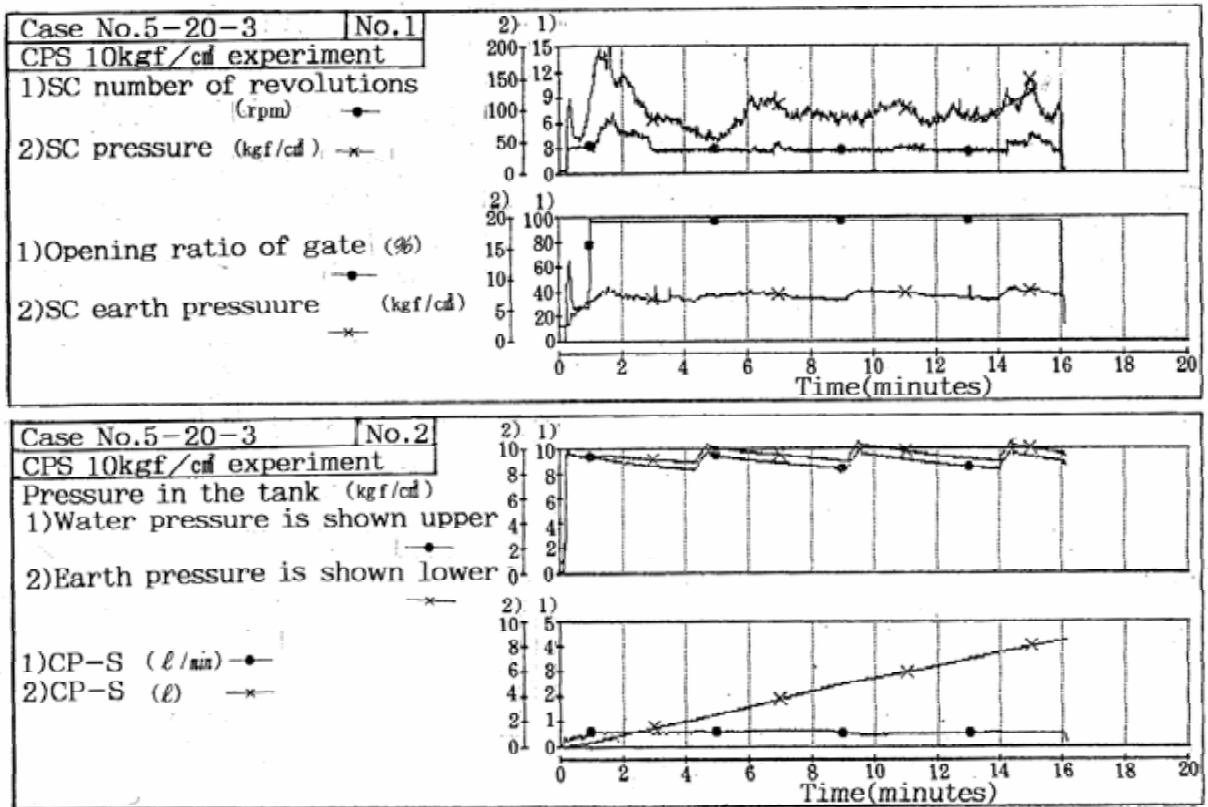 Case No.5-20-3 No.1
CPS 10kgf/c㎡ experiment
1)SC number of revolutions
(rpm)
2)SC pressure (kgf/c㎡)
2) 1)
200 15
150 12
100 9
6
50 3
0 0
1)Opening ratio of gate (%)
2)SC earth pressuure (kgf/c㎡)
2) 1)
20 100
15 80
10 60
40
5 20
0 0
0 2 4 6 8 10 12 14 16 18 20
Time(minutes)
Case No.5-20-3 No.2
CPS 10kgf/c㎡ experiment
Pressure in the tank (kgf/c㎡)
1)Water pressure is shown upper
2)Earth pressure is shown lower
2) 1)
10 10
8 8
6 6
4 4
2 2
0 0
1)CP-S (ℓ/min)
2)CP-S (ℓ)
2) 1)
10 5
8 4
6 3
4 2
2 1
0 0
0 2 4 6 8 10 12 14 16 18 20
Time(minutes)